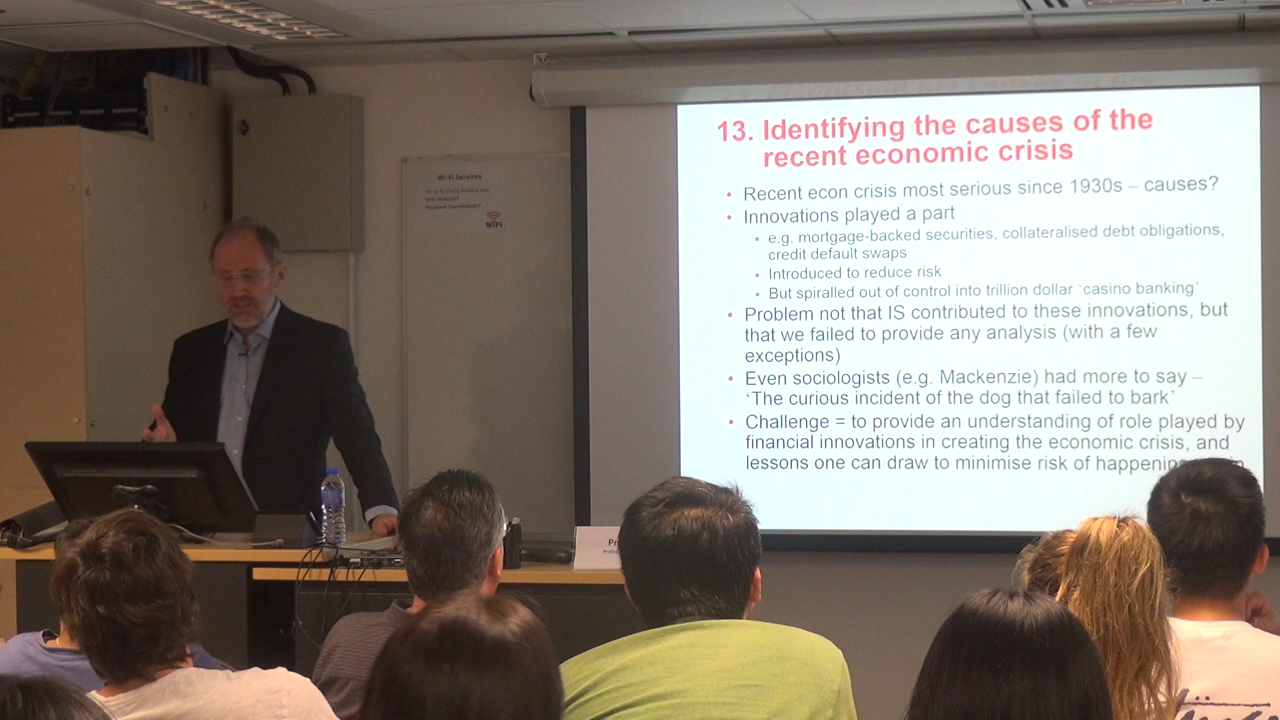 Wi-Fi Services
WiFi
13. Identifying the causes of the
recent economic crisis
• Recent econ crisis most serious since 1930s – causes?
• Innovations played a part
• e.g. mortgage-backed securities, collateralised debt obligations,
credit default swaps
• Introduced to reduce risk
• But spiralled out of control into trillion dollar ‘casino banking’
• Problem not that IS contributed to these innovations, but
that we failed to provide any analysis (with a few
exceptions)
• Even sociologists (e.g. Mackenzie) had more to say –
‘The curious incident of the dog that failed to bark’
• Challenge = to provide an understanding of role played by
financial innovations in creating the economic crisis, and
lessons one can draw to minimise risk of